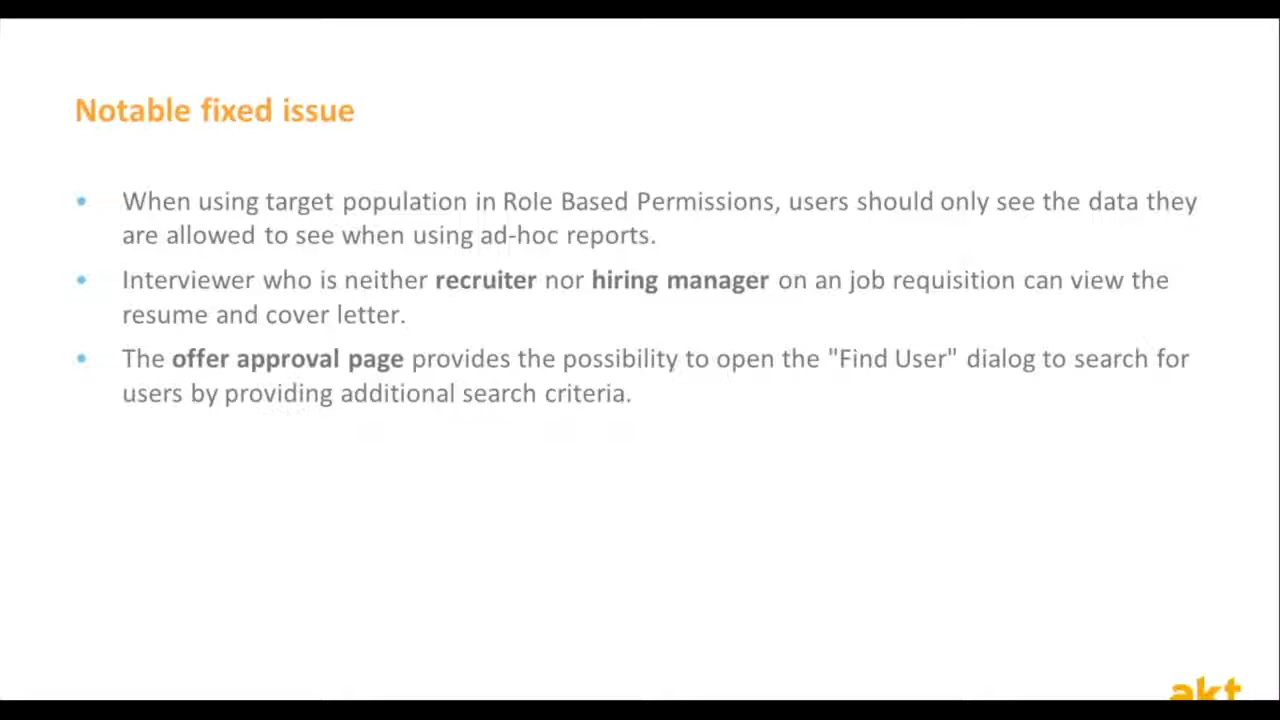 Notable fixed issue
• When using target population in Role Based Permissions, users should only see the data they
are allowed to see when using ad-hoc reports.
• Interviewer who is neither recruiter nor hiring manager on an job requisition can view the
resume and cover letter.
• The offer approval page provides the possibility to open the "Find User" dialog to search for
users by providing additional search criteria.
akt